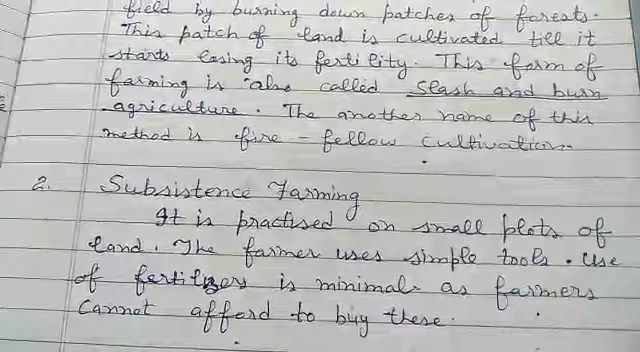 field by burning down patches of forests.
This patch of land is cultivated till it
starts losing its fertility. This form of
farming is also called slash and burn
agriculture. The another name of this
method is fire - fellow cultivation.
2. Subsistence Farming
It is practised on small plots of
land. The farmer uses simple tools. Use
of fertilizers is minimal as farmers
cannot afford to buy these.